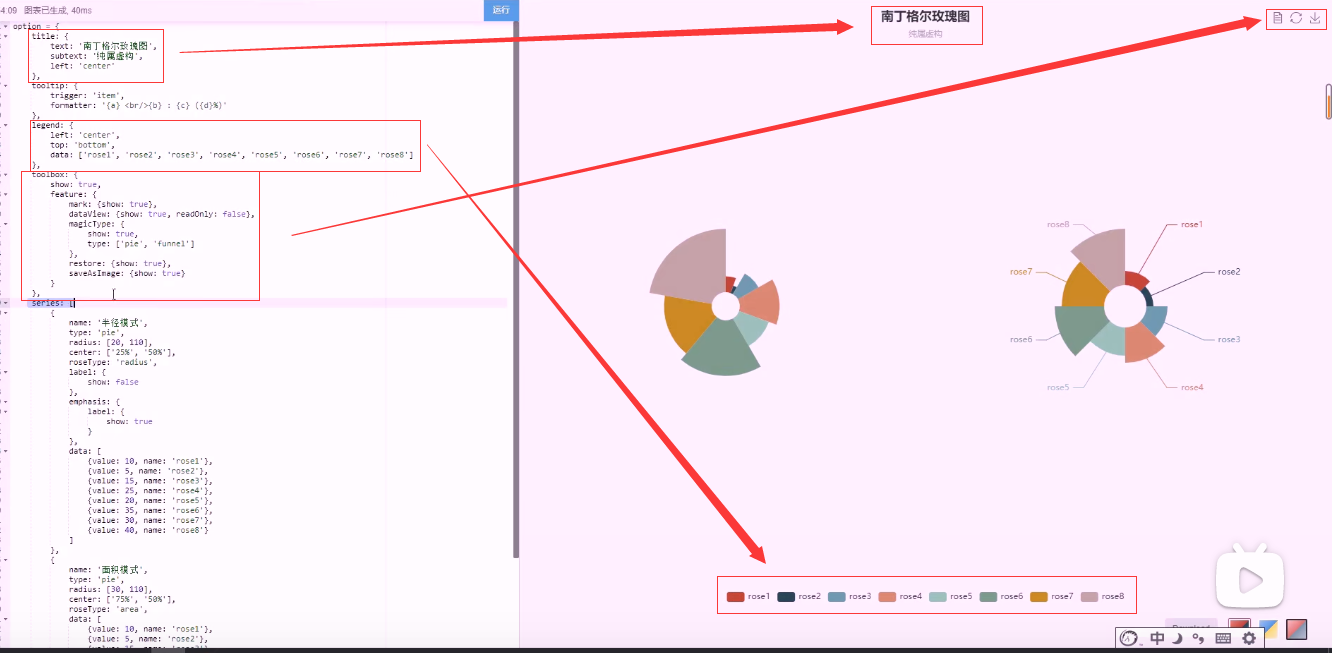 4:09 图表已生成, 40ms
运行
option = {
title: {
text: '南丁格尔玫瑰图',
subtext: '纯属虚构',
left: 'center'
},
tooltip: {
trigger: 'item',
formatter: '{a} <br/>{b} : {c} ({d}%)'
},
legend: {
left: 'center',
top: 'bottom',
data: ['rose1', 'rose2', 'rose3', 'rose4', 'rose5', 'rose6', 'rose7', 'rose8']
},
toolbox: {
show: true,
feature: {
mark: {show: true},
dataView: {show: true, readOnly: false},
magicType: {
show: true,
type: ['pie', 'funnel']
},
restore: {show: true},
saveAsImage: {show: true}
}
},
series: [
{
name: '半径模式',
type: 'pie',
radius: [20, 110],
center: ['25%', '50%'],
roseType: 'radius',
label: {
show: false
},
emphasis: {
label: {
show: true
}
},
data: [
{value: 10, name: 'rose1'},
{value: 5, name: 'rose2'},
{value: 15, name: 'rose3'},
{value: 25, name: 'rose4'},
{value: 20, name: 'rose5'},
{value: 35, name: 'rose6'},
{value: 30, name: 'rose7'},
{value: 40, name: 'rose8'}
]
},
{
name: '面积模式',
type: 'pie',
radius: [30, 110],
center: ['75%', '50%'],
roseType: 'area',
data: [
{value: 10, name: 'rose1'},
{value: 5, name: 'rose2'},
南丁格尔玫瑰图
纯属虚构
rose8
rose1
rose7
rose2
rose6
rose3
rose5
rose4
rose1 rose2 rose3 rose4 rose5 rose6 rose7 rose8
Download
中